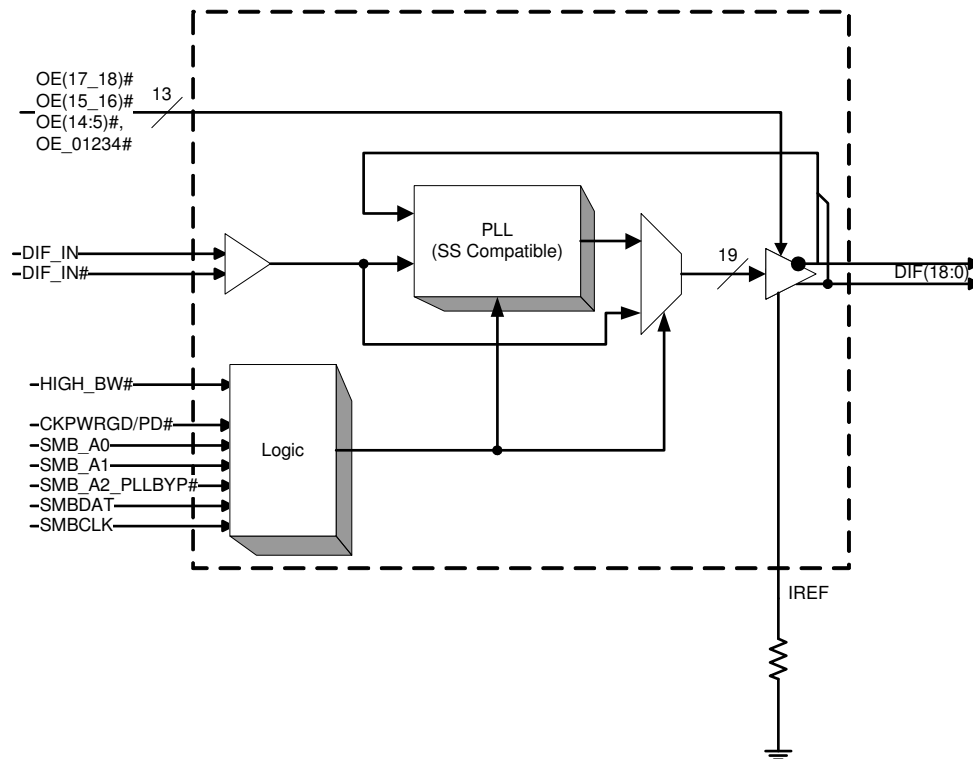 OE(17_18)#
OE(15_16)#
OE(14:5)#,
OE_01234#
13
PLL
(SS Compatible)
DIF_IN
DIF_IN#
19
DIF(18:0)
HIGH_BW#
CKPWRGD/PD#
SMB_A0
SMB_A1
SMB_A2_PLLBYP#
SMBDAT
SMBCLK
Logic
IREF